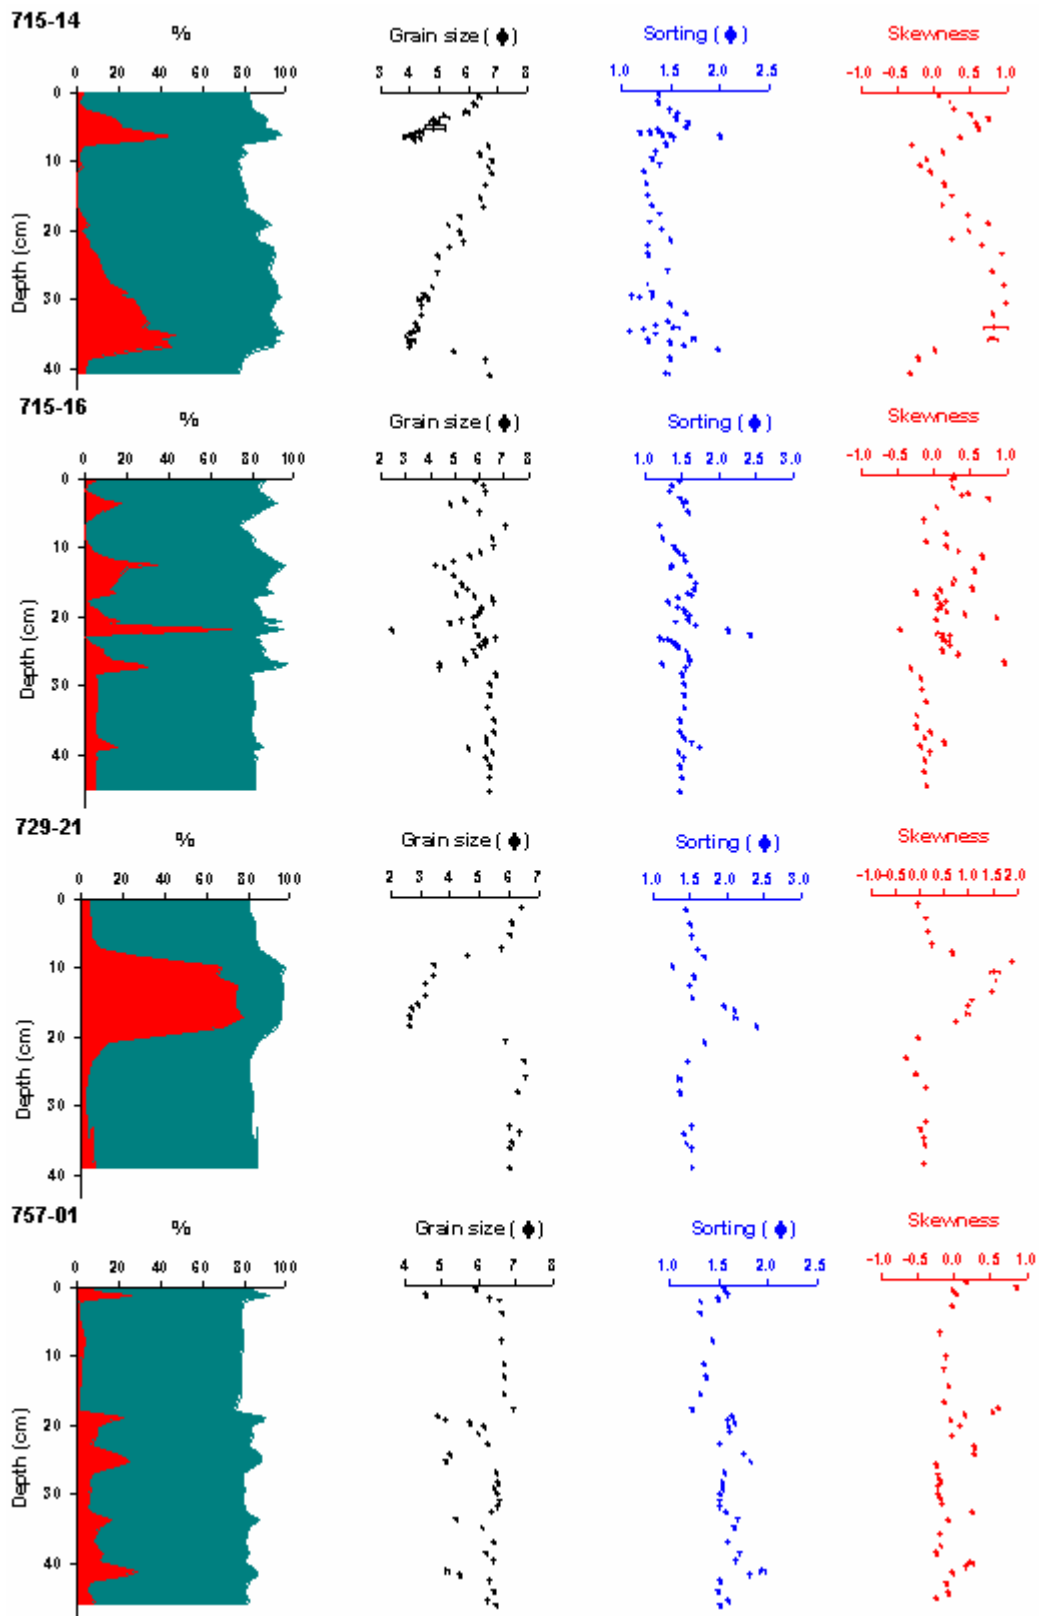 715-14
% Grain size ( ϕ ) Sorting ( ϕ ) Skewness
0 20 40 60 80 100 3 4 5 6 7 8 1.0 1.5 2.0 2.5 -1.0 -0.5 0.0 0.5 1.0
0
10
20
30
40
Depth (cm)
715-16
% Grain size ( ϕ ) Sorting ( ϕ ) Skewness
0 20 40 60 80 100 2 3 4 5 6 7 8 1.0 1.5 2.0 2.5 3.0 -1.0 -0.5 0.0 0.5 1.0
0
10
20
30
40
Depth (cm)
729-21
% Grain size ( ϕ ) Sorting ( ϕ ) Skewness
0 20 40 60 80 100 2 3 4 5 6 7 1.0 1.5 2.0 2.5 3.0 -1.0 -0.5 0.0 0.5 1.0 1.5 2.0
0
10
20
30
40
Depth (cm)
757-01
% Grain size ( ϕ ) Sorting ( ϕ ) Skewness
0 20 40 60 80 100 4 5 6 7 8 1.0 1.5 2.0 2.5 -1.0 -0.5 0.0 0.5 1.0
0
10
20
30
40
Depth (cm)